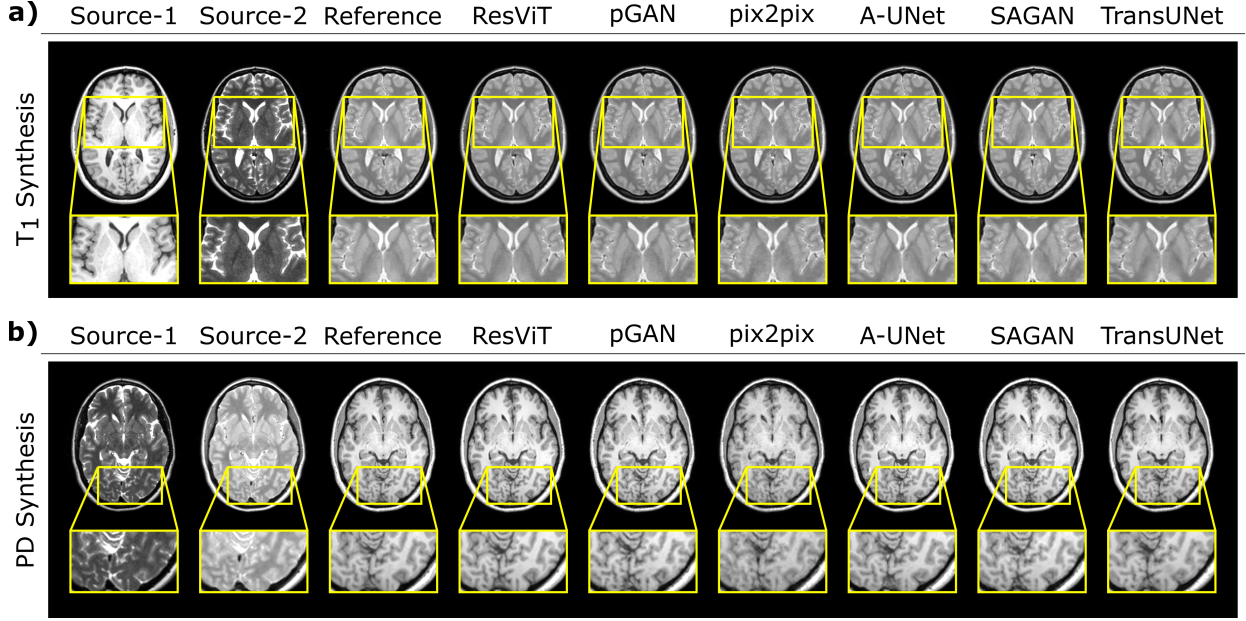 a) Source-1 Source-2 Reference ResViT pGAN pix2pix A-UNet SAGAN TransUNet
T1 Synthesis
b) Source-1 Source-2 Reference ResViT pGAN pix2pix A-UNet SAGAN TransUNet
PD Synthesis